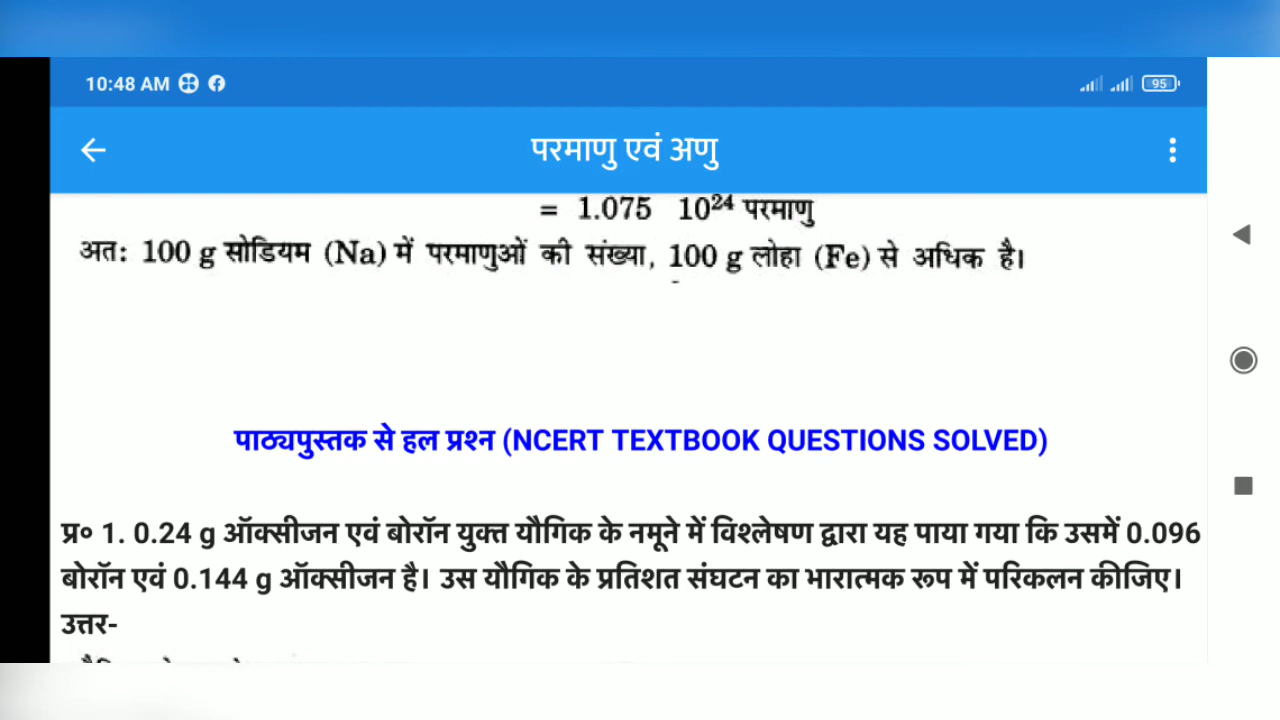 10:48 AM
95
परमाणु एवं अणु
= 1.075 10²⁴ परमाणु
अतः 100 g सोडियम (Na) में परमाणुओं की संख्या, 100 g लोहा (Fe) से अधिक है।
पाठ्यपुस्तक से हल प्रश्न (NCERT TEXTBOOK QUESTIONS SOLVED)
प्र० 1. 0.24 g ऑक्सीजन एवं बोरॉन युक्त यौगिक के नमूने में विश्लेषण द्वारा यह पाया गया कि उसमें 0.096
बोरॉन एवं 0.144 g ऑक्सीजन है। उस यौगिक के प्रतिशत संघटन का भारात्मक रूप में परिकलन कीजिए।
उत्तर-